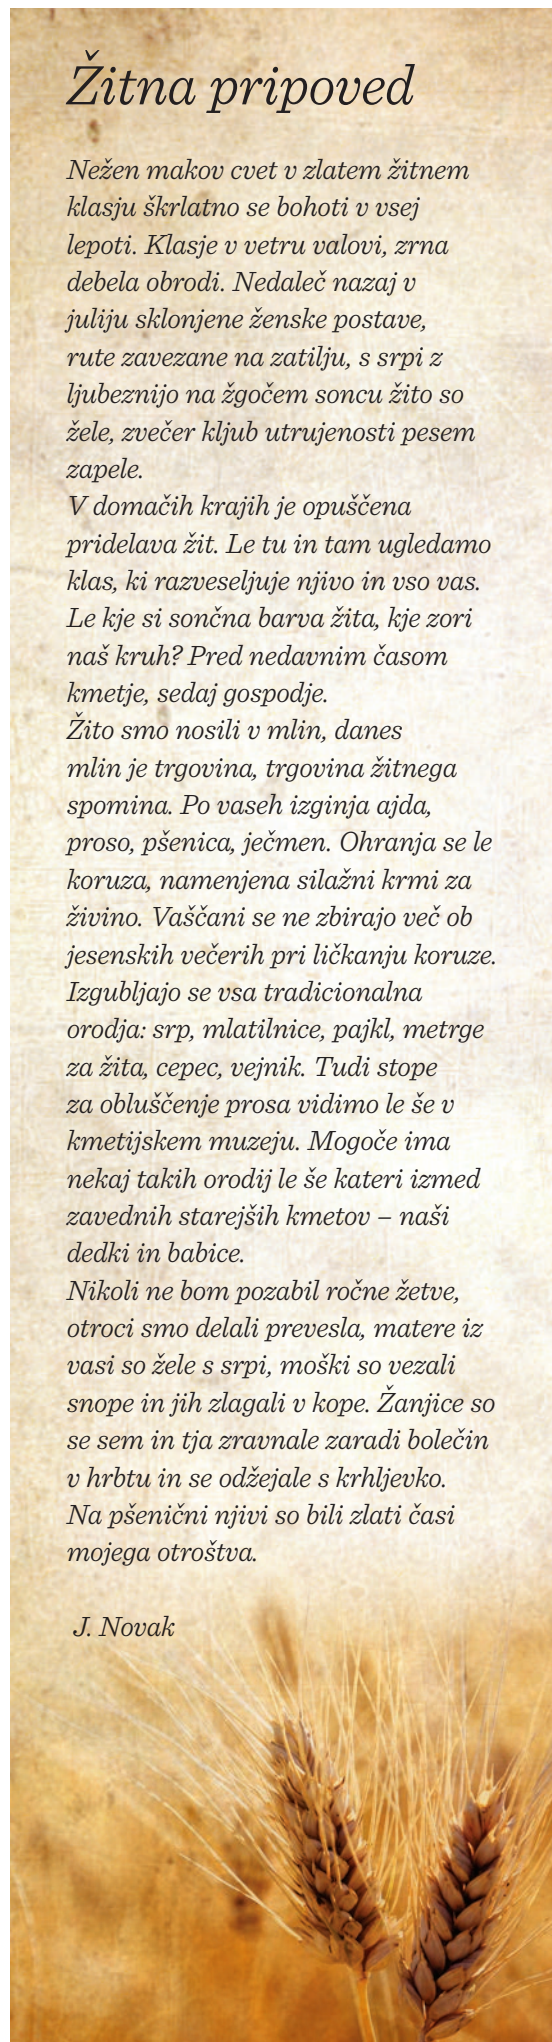 Žitna pripoved
Nežen makov cvet v zlatem žitnem
klasju škrlatno se bohoti v vsej
lepoti. Klasje v vetru valovi, zrna
debela obrodi. Nedaleč nazaj v
juliju sklonjene ženske postave,
rute zavezane na zatilju, s srpi z
ljubeznijo na žgočem soncu žito so
žele, zvečer kljub utrujenosti pesem
zapele.
V domačih krajih je opuščena
pridelava žit. Le tu in tam ugledamo
klas, ki razveseljuje njivo in vso vas.
Le kje si sončna barva žita, kje zori
naš kruh? Pred nedavnim časom
kmetje, sedaj gospodje.
Žito smo nosili v mlin, danes
mlin je trgovina, trgovina žitnega
spomina. Po vaseh izginja ajda,
proso, pšenica, ječmen. Ohranja se le
koruza, namenjena silažni krmi za
živino. Vaščani se ne zbirajo več ob
jesenskih večerih pri ličkanju koruze.
Izgubljajo se vsa tradicionalna
orodja: srp, mlatilnice, pajkl, metrge
za žita, cepec, vejnik. Tudi stope
za obluščenje prosa vidimo le še v
kmetijskem muzeju. Mogoče ima
nekaj takih orodij le še kateri izmed
zavednih starejših kmetov – naši
dedki in babice.
Nikoli ne bom pozabil ročne žetve,
otroci smo delali prevesla, matere iz
vasi so žele s srpi, moški so vezali
snope in jih zlagali v kope. Žanjice so
se sem in tja zravnale zaradi bolečin
v hrbtu in se odžejale s krhljevko.
Na pšenični njivi so bili zlati časi
mojega otroštva.
J. Novak